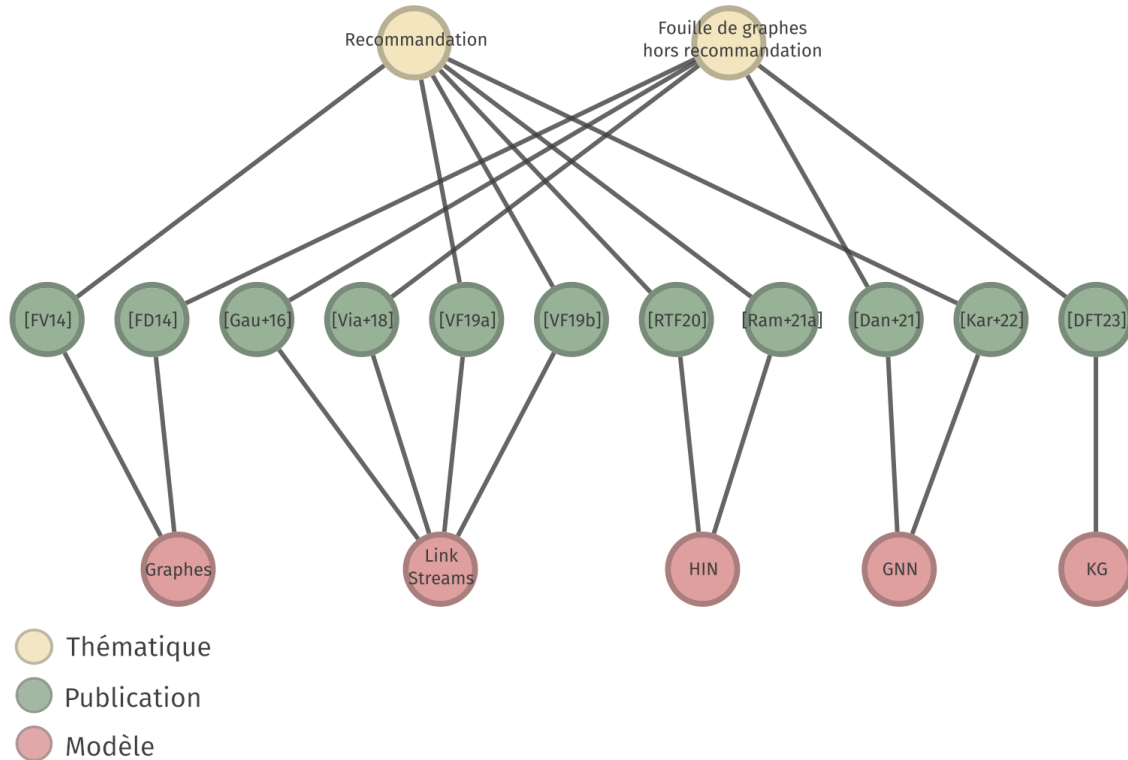 Recommandation
Fouille de graphes
hors recommandation
[FV14]
[FD14]
[Gau+16]
[Via+18]
[VF19a]
[VF19b]
[RTF20]
[Ram+21a]
[Dan+21]
[Kar+22]
[DFT23]
Graphes
Link
Streams
HIN
GNN
KG
Thématique
Publication
Modèle